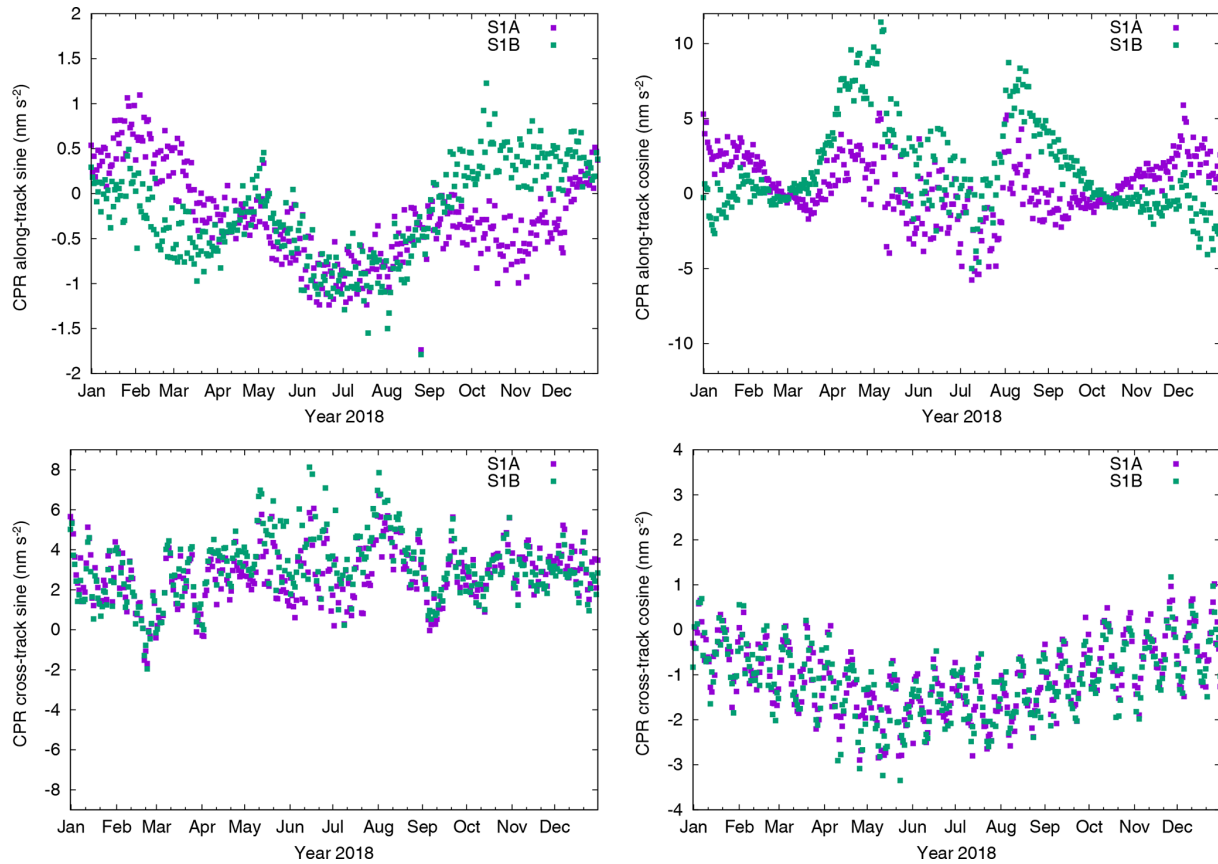 CPR along-track sine (nm s-2)
2
1.5
1
0.5
0
-0.5
-1
-1.5
-2
S1A
S1B
Jan Feb Mar Apr May Jun Jul Aug Sep Oct Nov Dec
Year 2018
CPR along-track cosine (nm s-2)
10
5
0
-5
-10
S1A
S1B
Jan Feb Mar Apr May Jun Jul Aug Sep Oct Nov Dec
Year 2018
CPR cross-track sine (nm s-2)
8
6
4
2
0
-2
-4
-6
-8
S1A
S1B
Jan Feb Mar Apr May Jun Jul Aug Sep Oct Nov Dec
Year 2018
CPR cross-track cosine (nm s-2)
4
3
2
1
0
-1
-2
-3
-4
S1A
S1B
Jan Feb Mar Apr May Jun Jul Aug Sep Oct Nov Dec
Year 2018